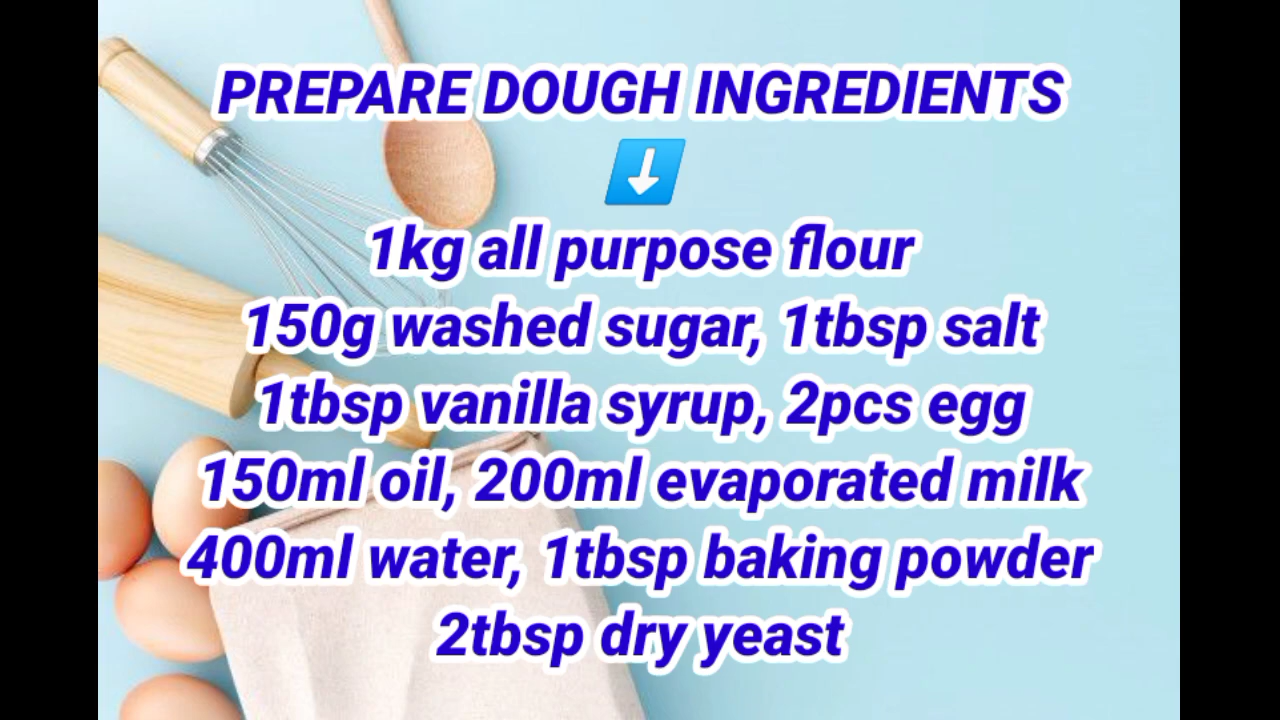 PREPARE DOUGH INGREDIENTS
⬇️
1kg all purpose flour
150g washed sugar, 1tbsp salt
1tbsp vanilla syrup, 2pcs egg
150ml oil, 200ml evaporated milk
400ml water, 1tbsp baking powder
2tbsp dry yeast